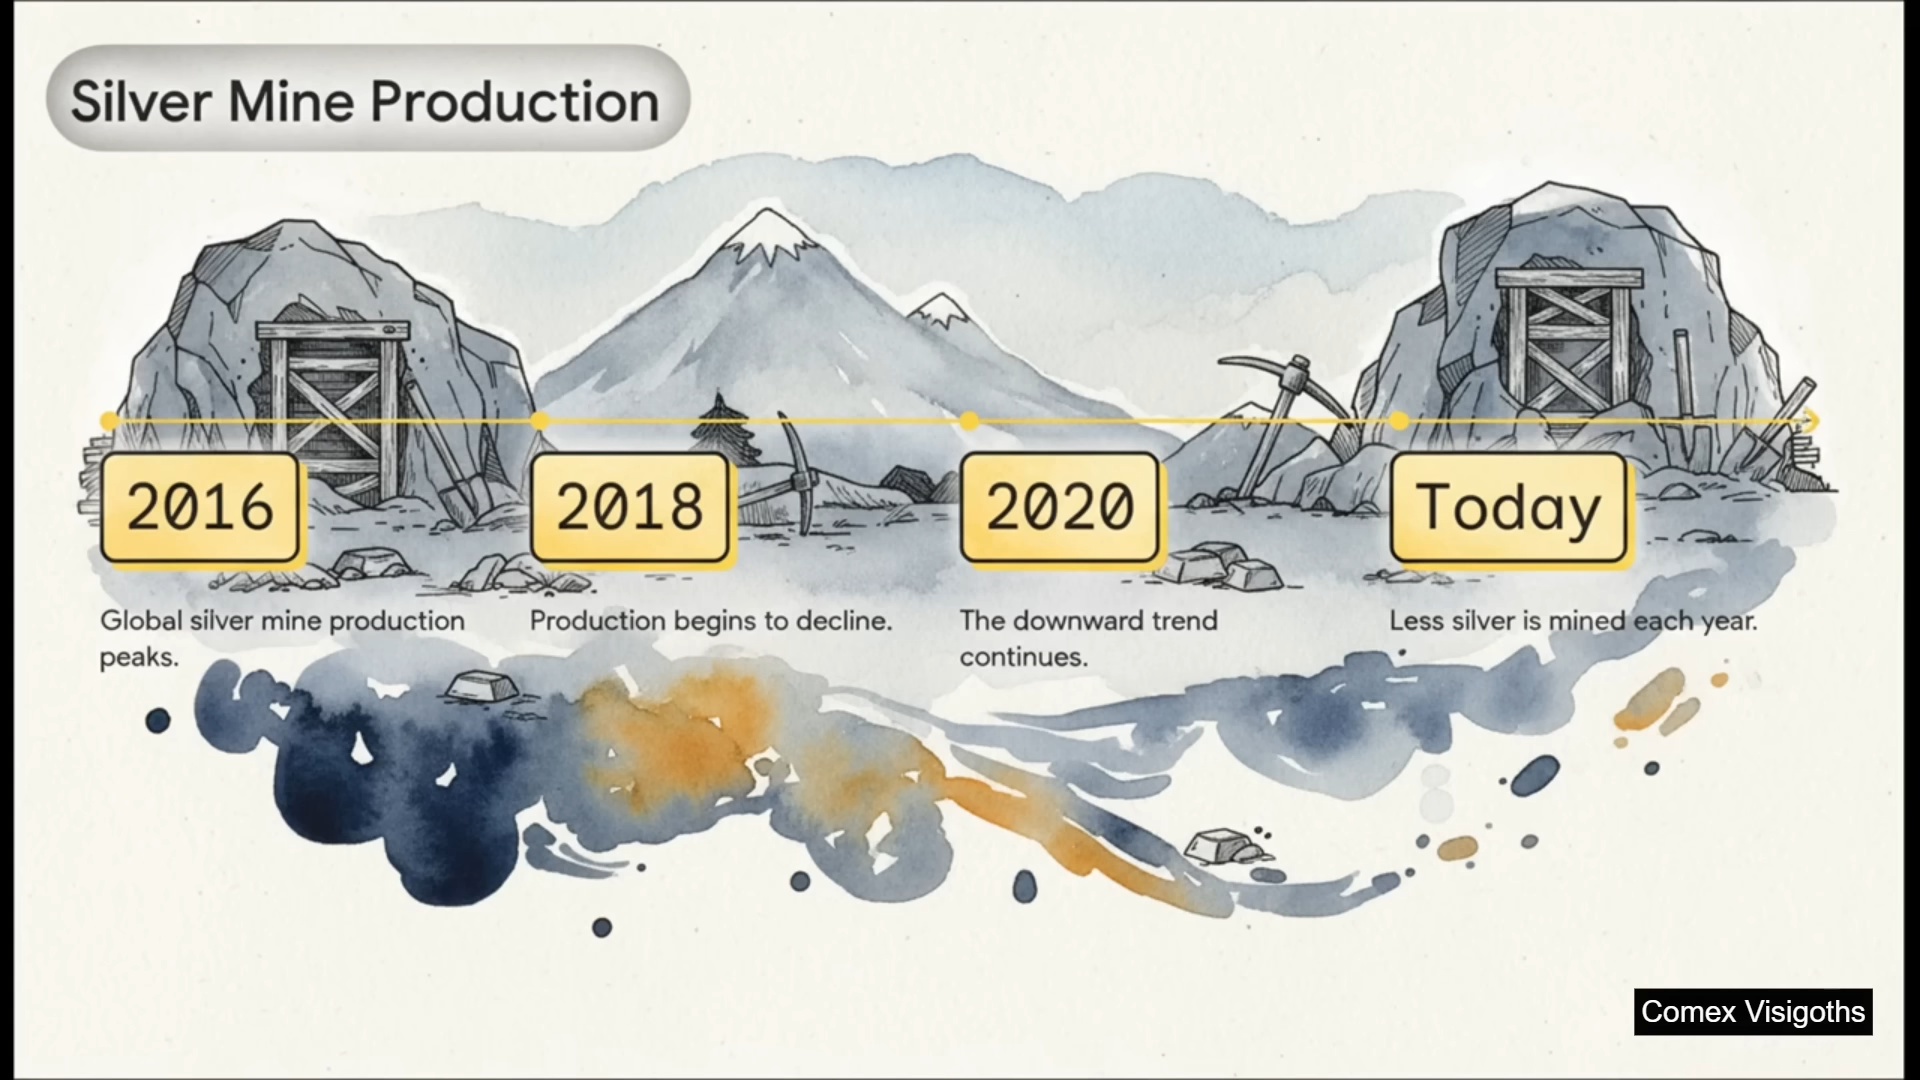 Silver Mine Production
2016
2018
2020
Today
Global silver mine production
peaks.
Production begins to decline.
The downward trend
continues.
Less silver is mined each year.
Comex Visigoths